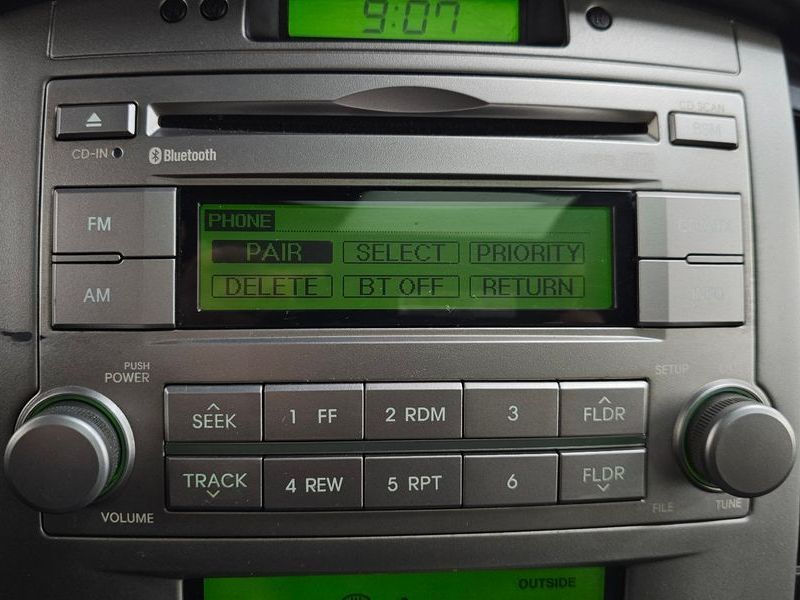 9:07
CD SCAN
CD-IN
Bluetooth
FM
AM
PHONE
PAIR SELECT PRIORITY
DELETE BT OFF RETURN
PUSH
POWER
SETUP
SEEK 1 FF 2 RDM 3 FLDR
TRACK 4 REW 5 RPT 6 FLDR
VOLUME
FILE
TUNE
OUTSIDE